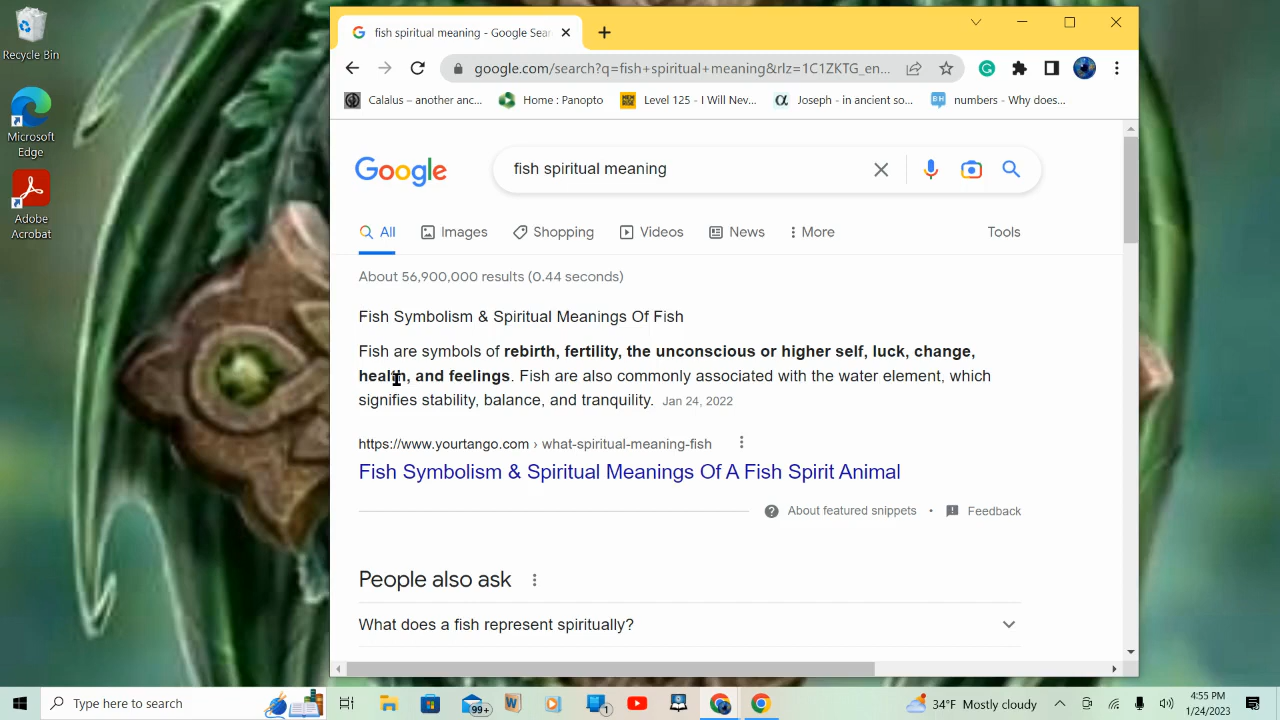 Recycle Bin
Microsoft
Edge
Adobe
Acrobat
fish spiritual meaning - Google Sear
google.com/search?q=fish+spiritual+meaning&rlz=1C1ZKTG_en...
Calalus – another anc... Home : Panopto Level 125 - I Will Nev... Joseph - in ancient so... BH numbers - Why does...
Google fish spiritual meaning
All Images Shopping Videos News More Tools
About 56,900,000 results (0.44 seconds)
Fish Symbolism & Spiritual Meanings Of Fish
Fish are symbols of rebirth, fertility, the unconscious or higher self, luck, change,
health, and feelings. Fish are also commonly associated with the water element, which
signifies stability, balance, and tranquility. Jan 24, 2022
https://www.yourtango.com › what-spiritual-meaning-fish
Fish Symbolism & Spiritual Meanings Of A Fish Spirit Animal
About featured snippets • Feedback
People also ask
What does a fish represent spiritually?
Type here to search 99+ 1 34°F Mostly cloudy 4:55 PM
1/24/2023